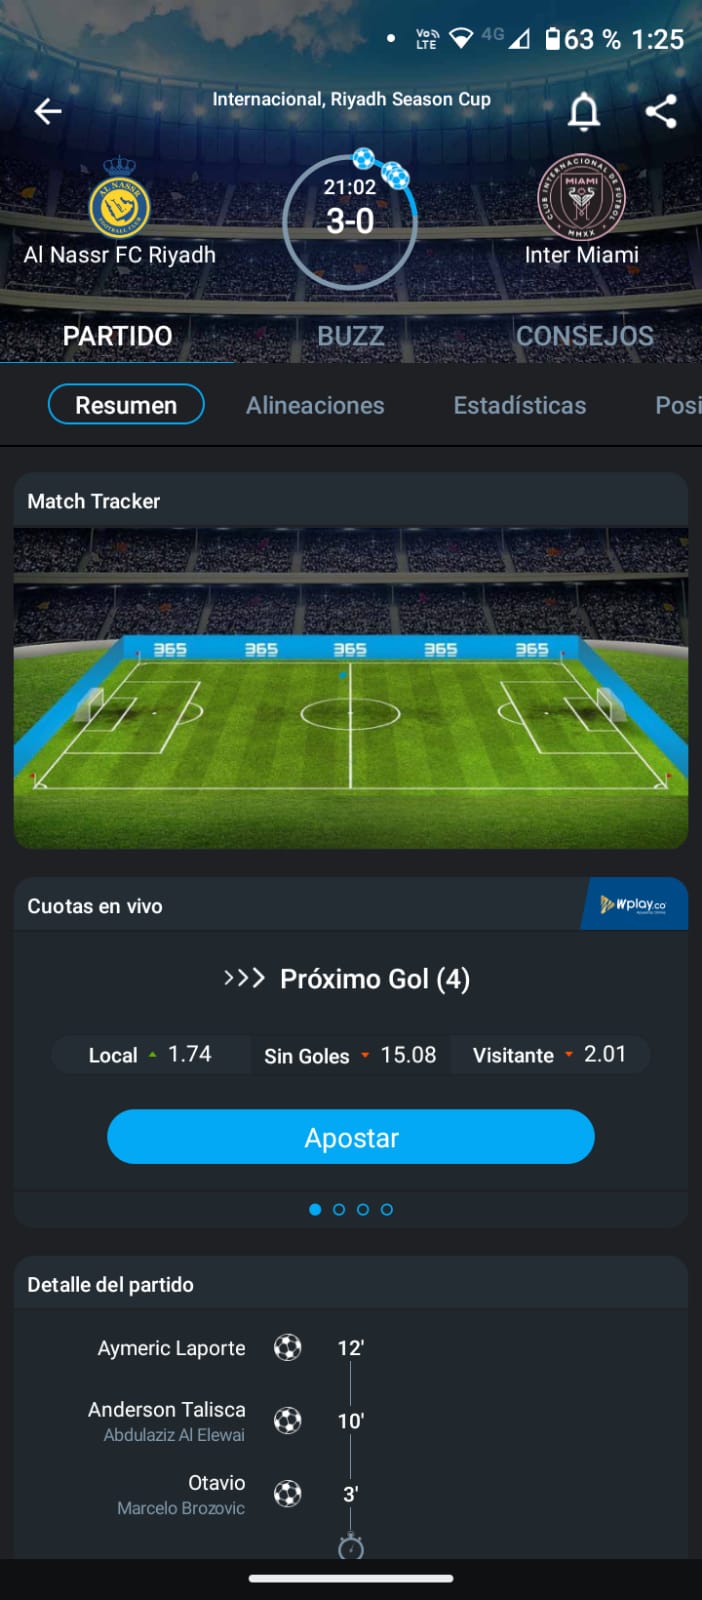 Vo LTE 4G 63 % 1:25
Internacional, Riyadh Season Cup
21:02
3-0
AL NASSR
FOOTBALL CLUB
CLUB INTERNACIONAL DE FÚTBOL
MIAMI
MMXX
Al Nassr FC Riyadh
Inter Miami
PARTIDO BUZZ CONSEJOS
Resumen Alineaciones Estadísticas Posi
Match Tracker
365 365 365 365 365
Cuotas en vivo
Wplay.co
>>> Próximo Gol (4)
Local 1.74 Sin Goles 15.08 Visitante 2.01
Apostar
Detalle del partido
Aymeric Laporte 12'
Anderson Talisca 10'
Abdulaziz Al Elewai
Otavio 3'
Marcelo Brozovic